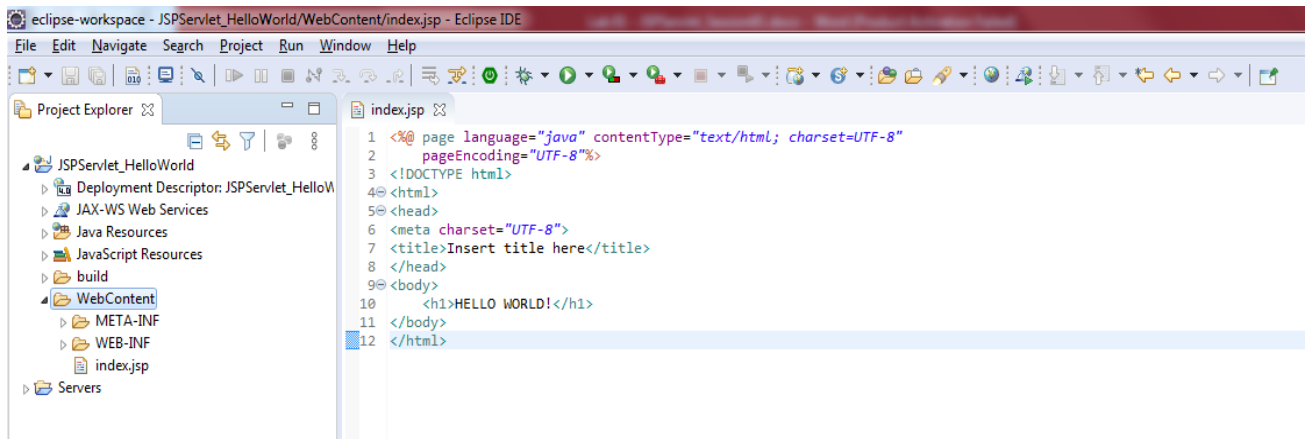 eclipse-workspace - JSPServlet_HelloWorld/WebContent/index.jsp - Eclipse IDE
File Edit Navigate Search Project Run Window Help
Project Explorer
JSPServlet_HelloWorld
Deployment Descriptor: JSPServlet_HelloW
JAX-WS Web Services
Java Resources
JavaScript Resources
build
WebContent
META-INF
WEB-INF
index.jsp
Servers
index.jsp
1 <%@ page language="java" contentType="text/html; charset=UTF-8"
2 pageEncoding="UTF-8"%>
3 <!DOCTYPE html>
4 <html>
5 <head>
6 <meta charset="UTF-8">
7 <title>Insert title here</title>
8 </head>
9 <body>
10 <h1>HELLO WORLD!</h1>
11 </body>
12 </html>